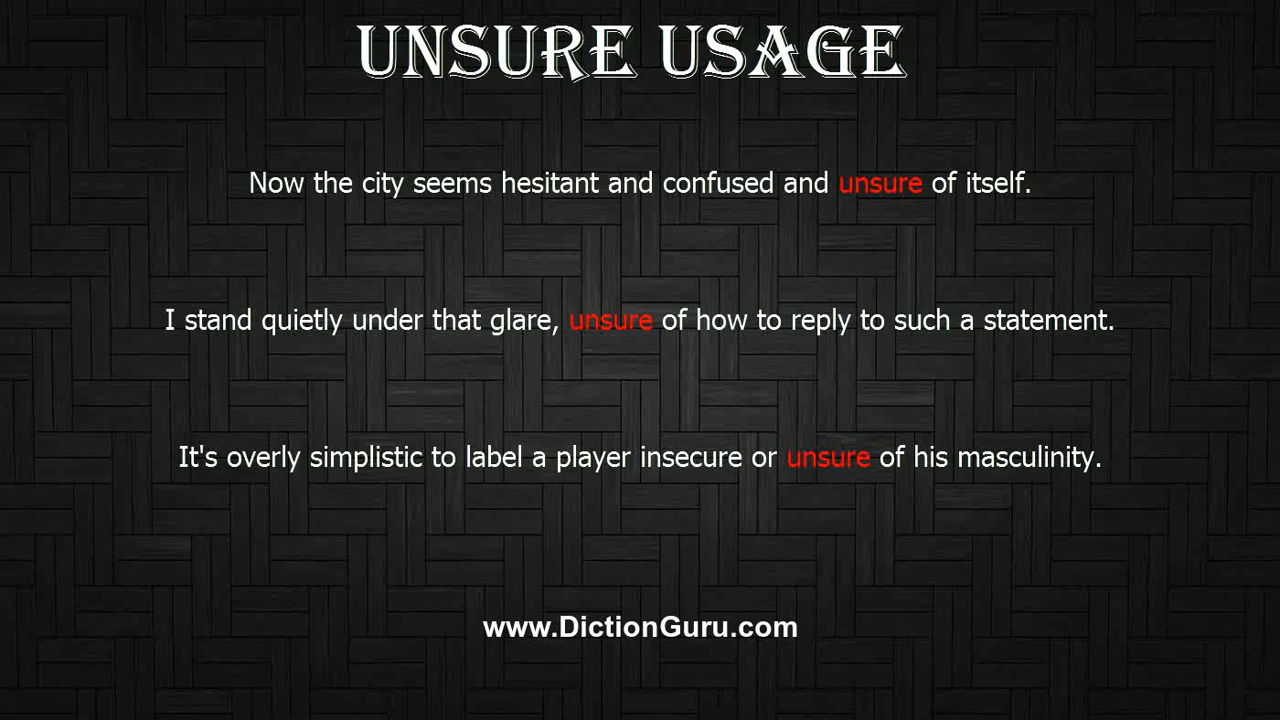 UNSURE USAGE
Now the city seems hesitant and confused and unsure of itself.
I stand quietly under that glare, unsure of how to reply to such a statement.
It's overly simplistic to label a player insecure or unsure of his masculinity.
www.DictionGuru.com